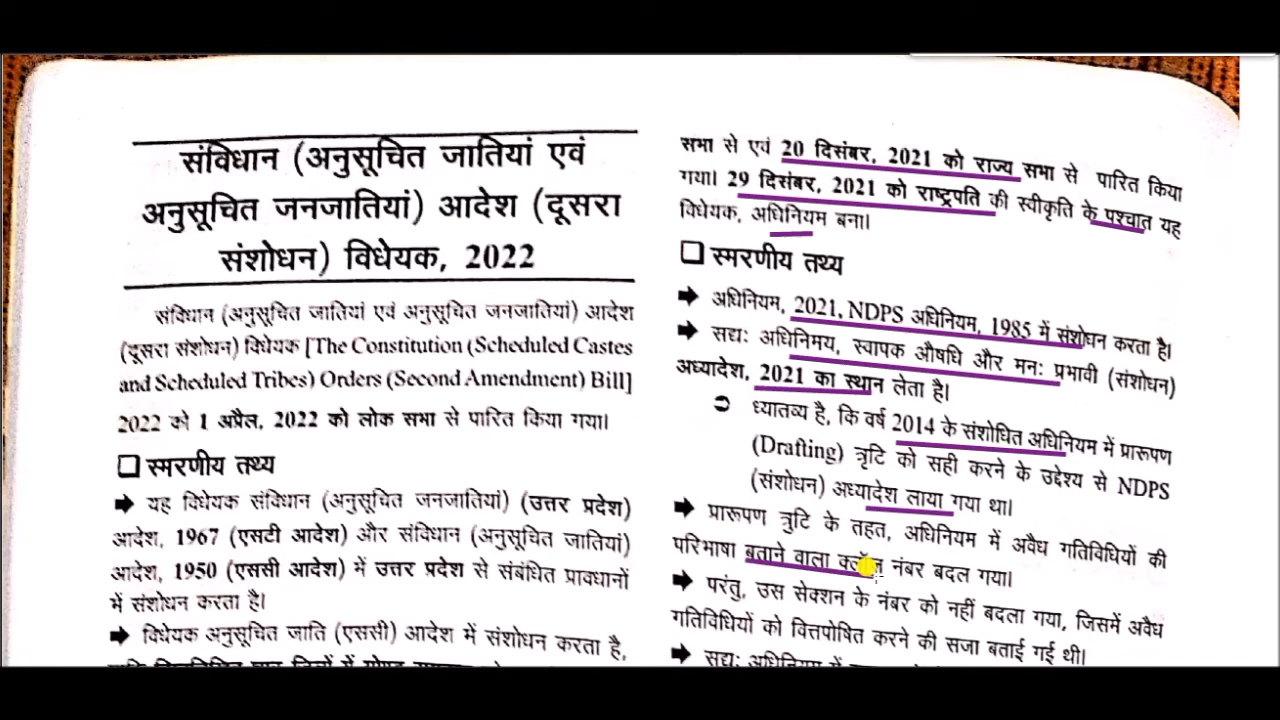 संविधान (अनुसूचित जातियां एवं
अनुसूचित जनजातियां) आदेश (दूसरा
संशोधन) विधेयक, 2022
संविधान (अनुसूचित जातियां एवं अनुसूचित जनजातियां) आदेश
(दूसरा संशोधन) विधेयक [The Constitution (Scheduled Castes
and Scheduled Tribes) Orders (Second Amendment) Bill]
2022 को 1 अप्रैल, 2022 को लोक सभा से पारित किया गया।
स्मरणीय तथ्य
यह विधेयक संविधान (अनुसूचित जनजातियां) (उत्तर प्रदेश)
आदेश, 1967 (एसटी आदेश) और संविधान (अनुसूचित जातियां)
आदेश, 1950 (एससी आदेश) में उत्तर प्रदेश से संबंधित प्रावधानों
में संशोधन करता है।
विधेयक अनुसूचित जाति (एससी) आदेश में संशोधन करता है,
सभा से एवं 20 दिसंबर, 2021 को राज्य सभा से पारित किया
गया। 29 दिसंबर, 2021 को राष्ट्रपति की स्वीकृति के पश्चात यह
विधेयक, अधिनियम बना।
स्मरणीय तथ्य
अधिनियम, 2021, NDPS अधिनियम, 1985 में संशोधन करता है।
सद्यः अधिनिमय, स्वापक औषधि और मनः प्रभावी (संशोधन)
अध्यादेश, 2021 का स्थान लेता है।
ध्यातव्य है, कि वर्ष 2014 के संशोधित अधिनियम में प्रारूपण
(Drafting) त्रृटि को सही करने के उद्देश्य से NDPS
(संशोधन) अध्यादेश लाया गया था।
प्रारूपण त्रुटि के तहत, अधिनियम में अवैध गतिविधियों की
परिभाषा बताने वाला क्लॉज नंबर बदल गया।
परंतु, उस सेक्शन के नंबर को नहीं बदला गया, जिसमें अवैध
गतिविधियों को वित्तपोषित करने की सजा बताई गई थी।
सद्यः अधिनियम में